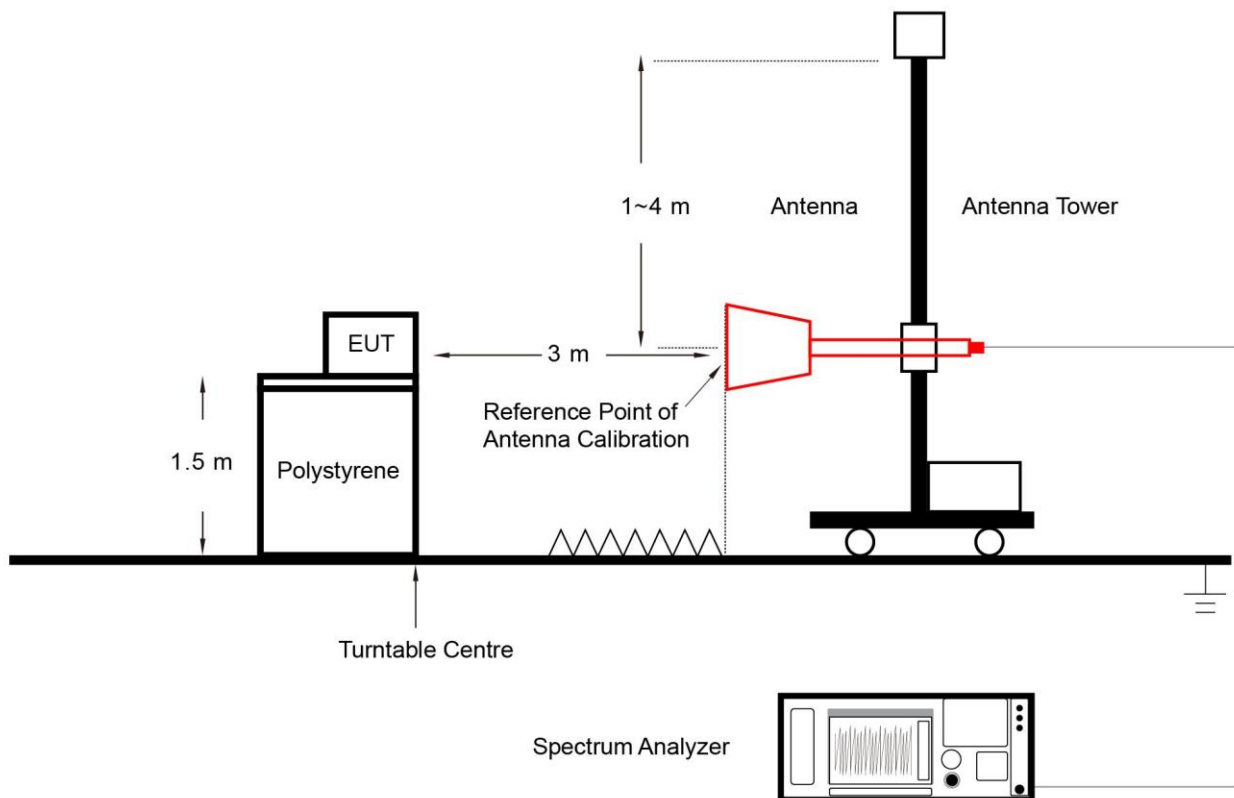 1~4 m
Antenna
Antenna Tower
EUT
3 m
Reference Point of
Antenna Calibration
1.5 m
Polystyrene
Turntable Centre
Spectrum Analyzer